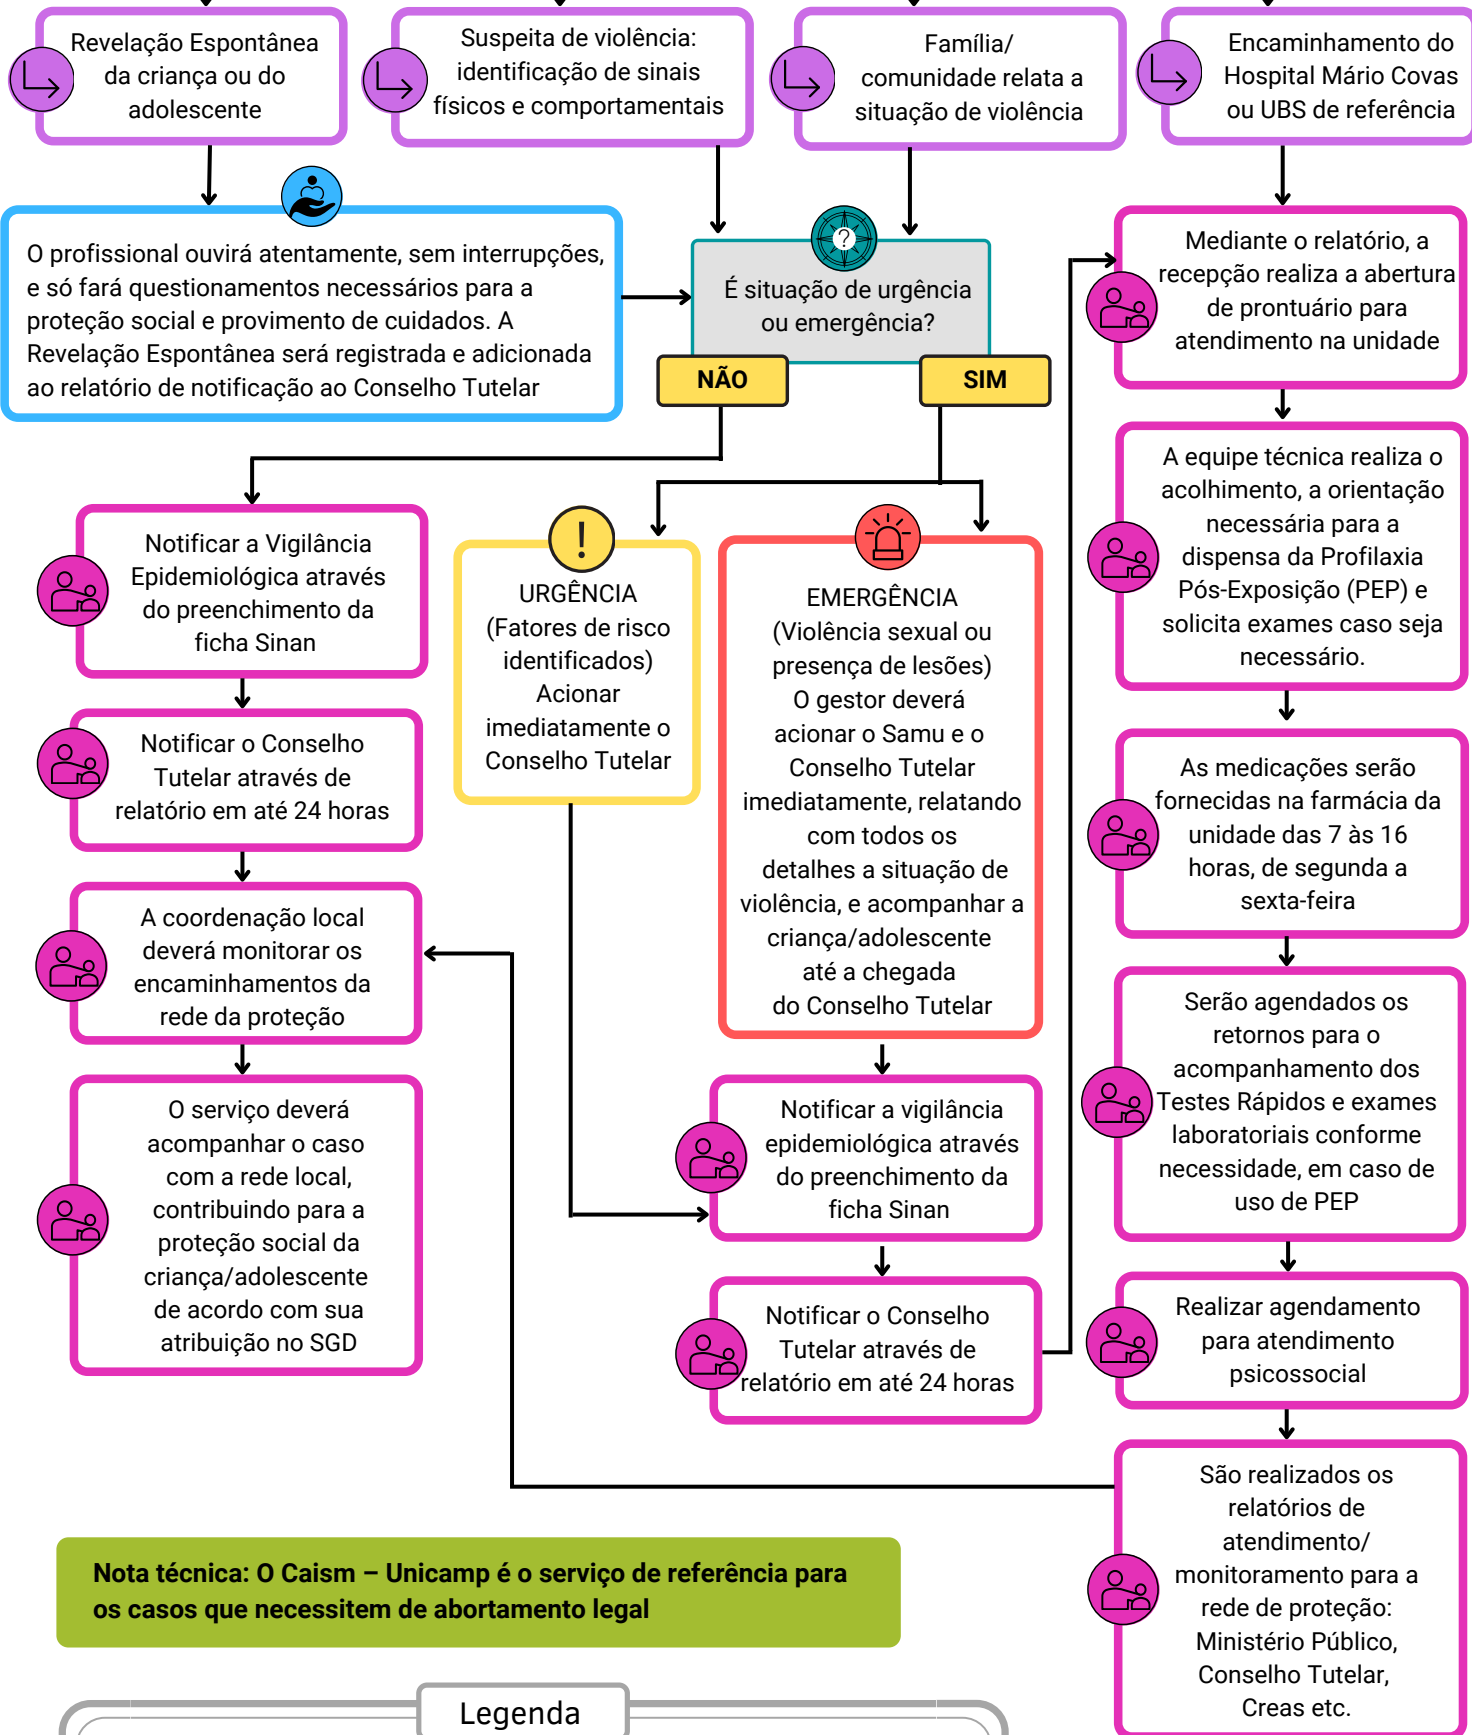 Revelação Espontânea
da criança ou do
adolescente
Suspeita de violência:
identificação de sinais
físicos e comportamentais
Família/
comunidade relata a
situação de violência
Encaminhamento do
Hospital Mário Covas
ou UBS de referência
O profissional ouvirá atentamente, sem interrupções,
e só fará questionamentos necessários para a
proteção social e provimento de cuidados. A
Revelação Espontânea será registrada e adicionada
ao relatório de notificação ao Conselho Tutelar
?
É situação de urgência
ou emergência?
NÃO
SIM
Notificar a Vigilância
Epidemiológica através
do preenchimento da
ficha Sinan
Notificar o Conselho
Tutelar através de
relatório em até 24 horas
A coordenação local
deverá monitorar os
encaminhamentos da
rede da proteção
O serviço deverá
acompanhar o caso
com a rede local,
contribuindo para a
proteção social da
criança/adolescente
de acordo com sua
atribuição no SGD
!
URGÊNCIA
(Fatores de risco
identificados)
Acionar
imediatamente o
Conselho Tutelar
EMERGÊNCIA
(Violência sexual ou
presença de lesões)
O gestor deverá
acionar o Samu e o
Conselho Tutelar
imediatamente, relatando
com todos os
detalhes a situação de
violência, e acompanhar a
criança/adolescente
até a chegada
do Conselho Tutelar
Notificar a vigilância
epidemiológica através
do preenchimento da
ficha Sinan
Notificar o Conselho
Tutelar através de
relatório em até 24 horas
Mediante o relatório, a
recepção realiza a abertura
de prontuário para
atendimento na unidade
A equipe técnica realiza o
acolhimento, a orientação
necessária para a
dispensa da Profilaxia
Pós-Exposição (PEP) e
solicita exames caso seja
necessário.
As medicações serão
fornecidas na farmácia da
unidade das 7 às 16
horas, de segunda a
sexta-feira
Serão agendados os
retornos para o
acompanhamento dos
Testes Rápidos e exames
laboratoriais conforme
necessidade, em caso de
uso de PEP
Realizar agendamento
para atendimento
psicossocial
São realizados os
relatórios de
atendimento/
monitoramento para a
rede de proteção:
Ministério Público,
Conselho Tutelar,
Creas etc.
Nota técnica: O Caism – Unicamp é o serviço de referência para
os casos que necessitem de abortamento legal
Legenda